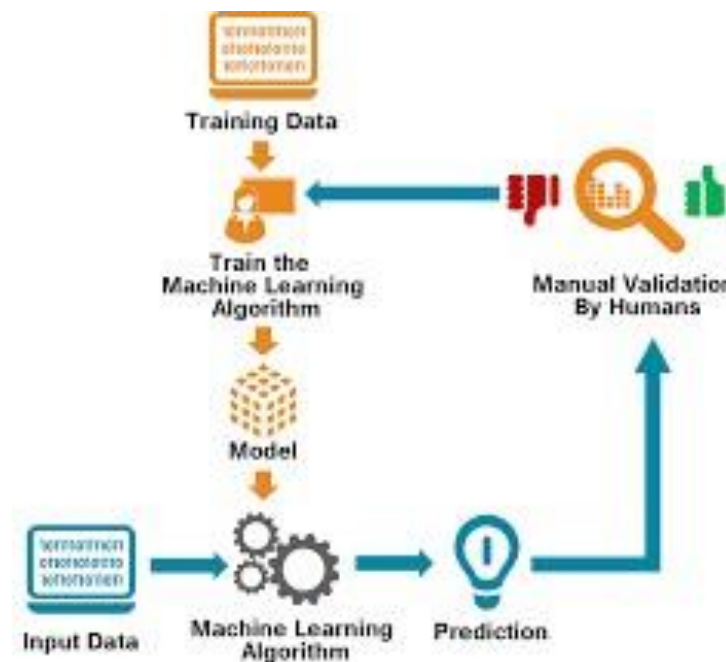 Training Data
Train the
Machine Learning
Algorithm
Manual Validation
By Humans
Model
Input Data
Machine Learning
Algorithm
Prediction